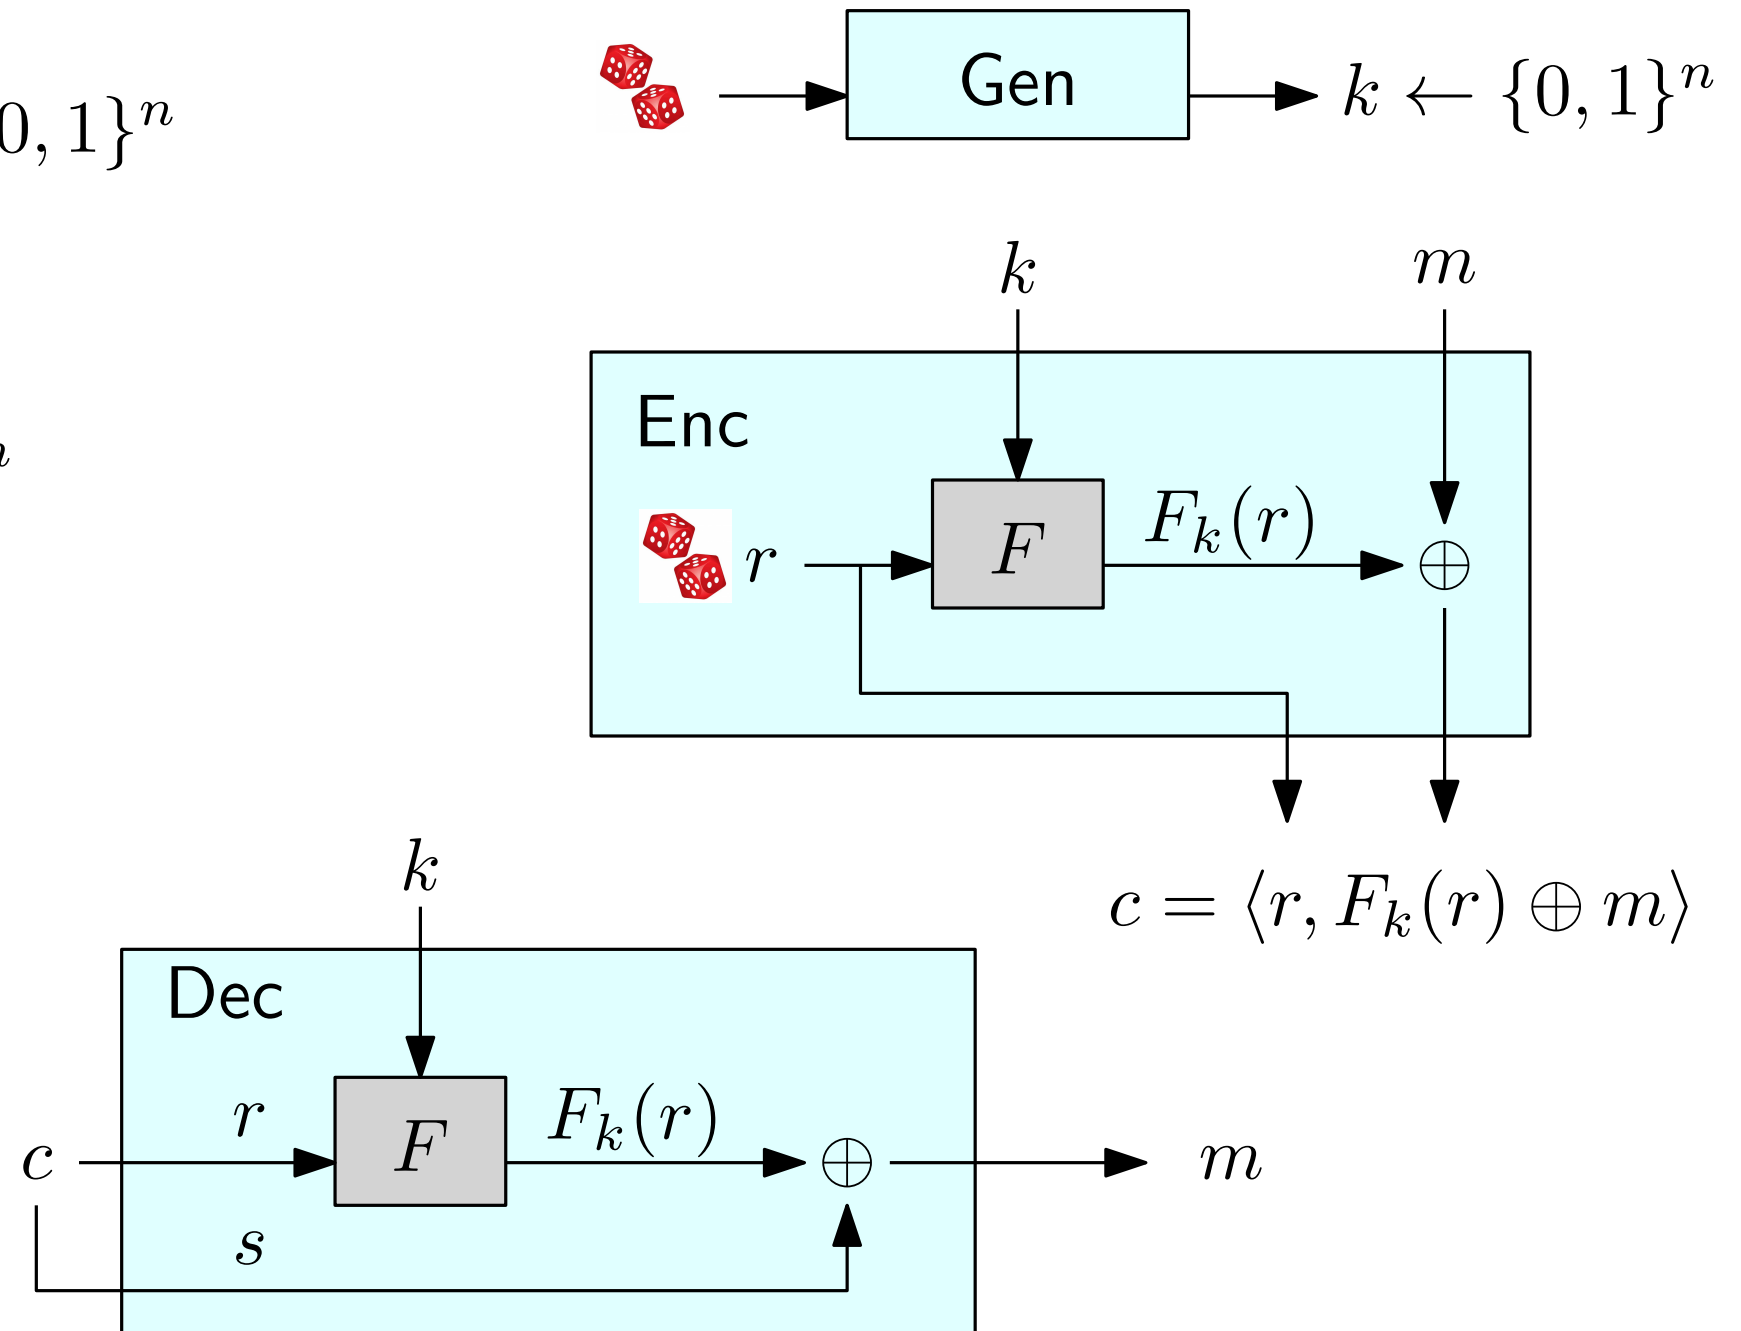 Gen
k ← {0, 1}ⁿ
0, 1}ⁿ
k
m
Enc
F_k(r)
r
F
c = ⟨r, F_k(r) ⊕ m⟩
k
Dec
r
F_k(r)
c
F
m
s